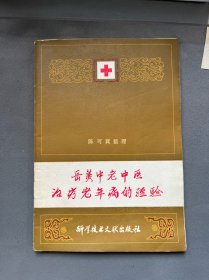 陈可冀整理
岳美中老中医
治疗老年病的经验
科学技术文献出版社